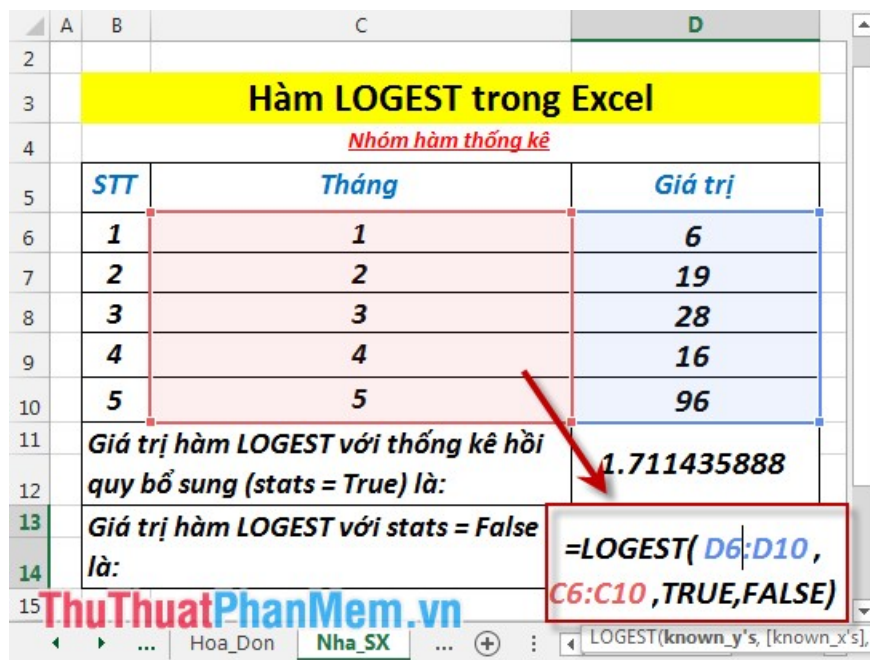 A B C D
2
3 Hàm LOGEST trong Excel
4 Nhóm hàm thống kê
5 STT Tháng Giá trị
6 1 1 6
7 2 2 19
8 3 3 28
9 4 4 16
10 5 5 96
11 Giá trị hàm LOGEST với thống kê hồi
12 quy bổ sung (stats = True) là:
1.711435888
13 Giá trị hàm LOGEST với stats = False
14 là:
=LOGEST( D6:D10 ,
C6:C10 ,TRUE,FALSE)
15 ThuThuatPhanMem.vn
... Hoa_Don Nha_SX ...
LOGEST(known_y's, [known_x's],